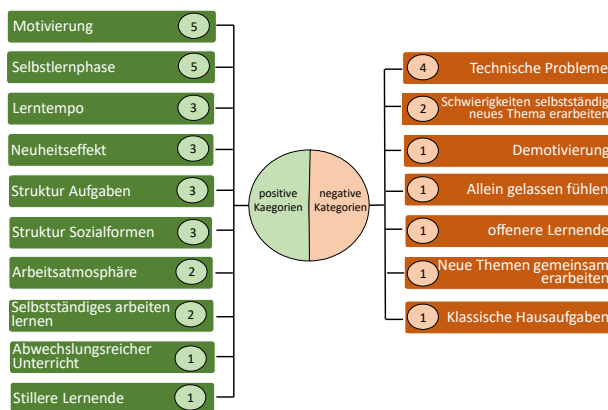 Motivierung 5
Selbstlernphase 5
Lerntempo 3
Neuheitseffekt 3
Struktur Aufgaben 3
Struktur Sozialformen 3
Arbeitsatmosphäre 2
Selbstständiges arbeiten
lernen
2
Abwechslungsreicher
Unterricht
1
Stillere Lernende 1
positive
Kaegorien
negative
Kategorien
4 Technische Probleme
2
Schwierigkeiten selbstständig
neues Thema erarbeiten
1 Demotivierung
1 Allein gelassen fühlen
1 offenere Lernende
1
Neue Themen gemeinsam
erarbeiten
1 Klassische Hausaufgaben